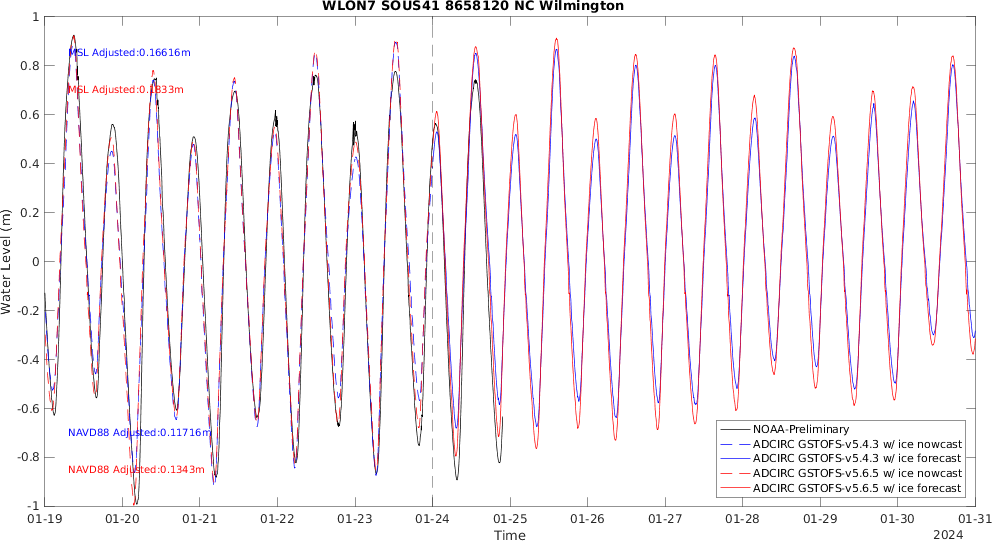 WLON7 SOUS41 8658120 NC Wilmington
Water Level (m)
1
0.8
0.6
0.4
0.2
0
-0.2
-0.4
-0.6
-0.8
-1
MSL Adjusted:0.16616m
MSL Adjusted:0.1833m
NAVD88 Adjusted:0.11716m
NAVD88 Adjusted:0.1343m
NOAA-Preliminary
ADCIRC GSTOFS-v5.4.3 w/ ice nowcast
ADCIRC GSTOFS-v5.4.3 w/ ice forecast
ADCIRC GSTOFS-v5.6.5 w/ ice nowcast
ADCIRC GSTOFS-v5.6.5 w/ ice forecast
01-19 01-20 01-21 01-22 01-23 01-24 01-25 01-26 01-27 01-28 01-29 01-30 01-31
Time
2024